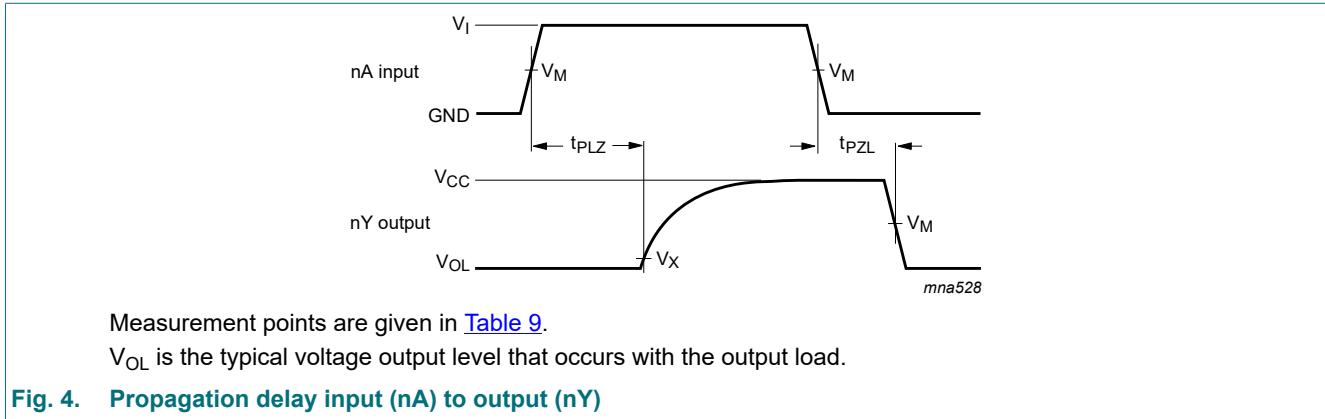 V_I
nA input
V_M
V_M
GND
t_PLZ
t_PZL
V_CC
nY output
V_M
V_OL
V_X
mna528
Measurement points are given in Table 9.
V_OL is the typical voltage output level that occurs with the output load.
Fig. 4. Propagation delay input (nA) to output (nY)